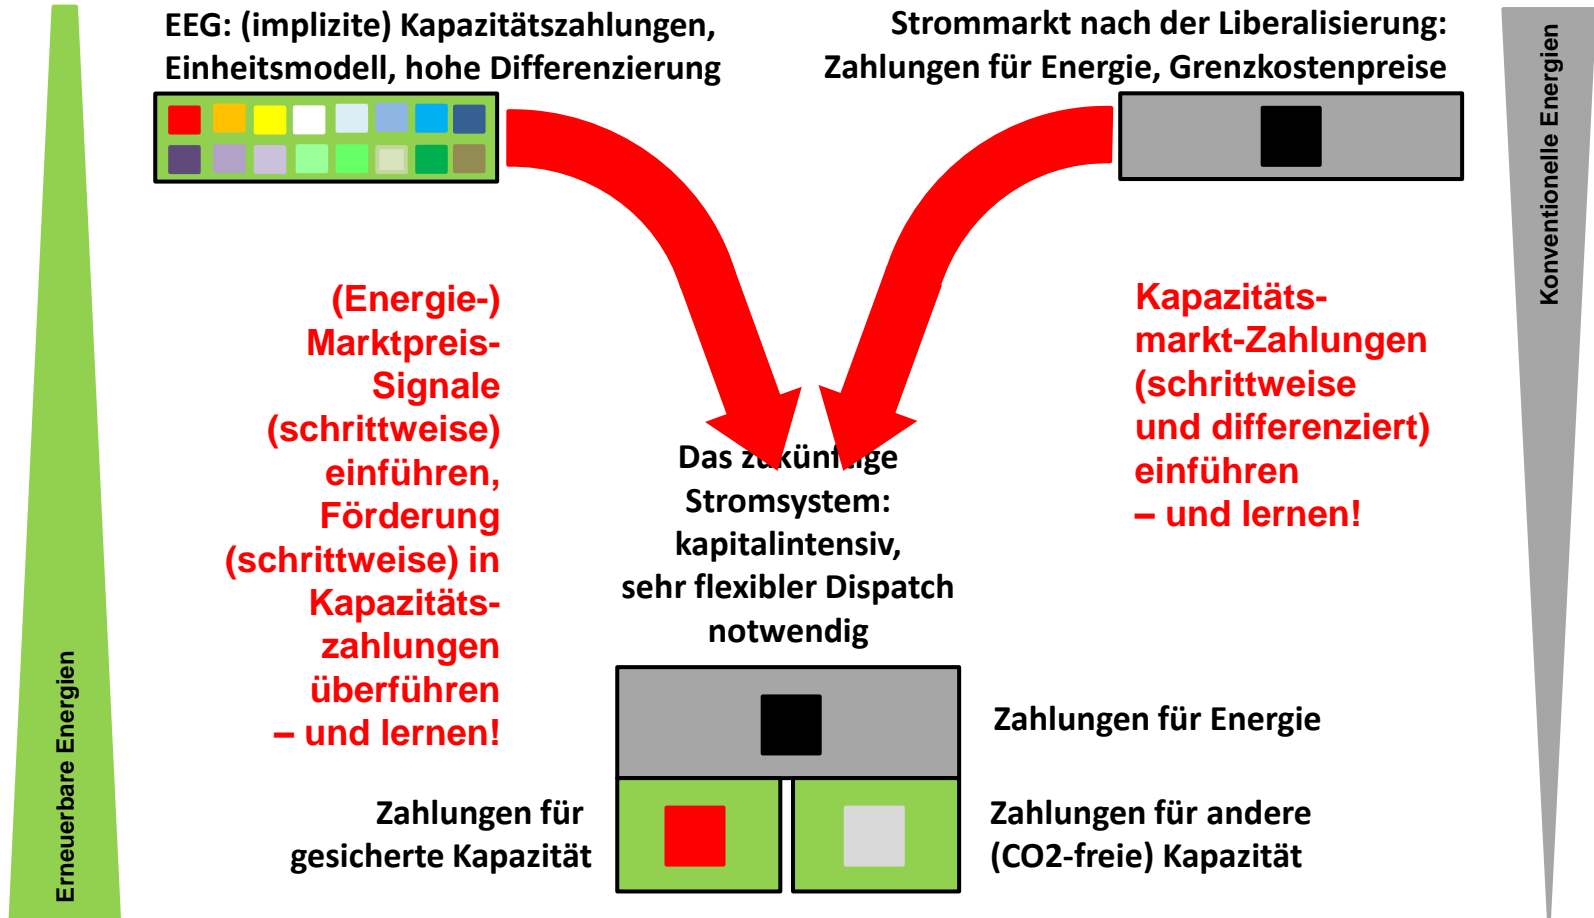 EEG: (implizite) Kapazitätszahlungen,
Einheitsmodell, hohe Differenzierung
Strommarkt nach der Liberalisierung:
Zahlungen für Energie, Grenzkostenpreise
Konventionelle Energien
(Energie-)
Marktpreis-
Signale
(schrittweise)
einführen,
Förderung
(schrittweise) in
Kapazitäts-
zahlungen
überführen
– und lernen!
Kapazitäts-
markt-Zahlungen
(schrittweise
und differenziert)
einführen
– und lernen!
Das zukünftige
Stromsystem:
kapitalintensiv,
sehr flexibler Dispatch
notwendig
Erneuerbare Energien
Zahlungen für Energie
Zahlungen für
gesicherte Kapazität
Zahlungen für andere
(CO2-freie) Kapazität